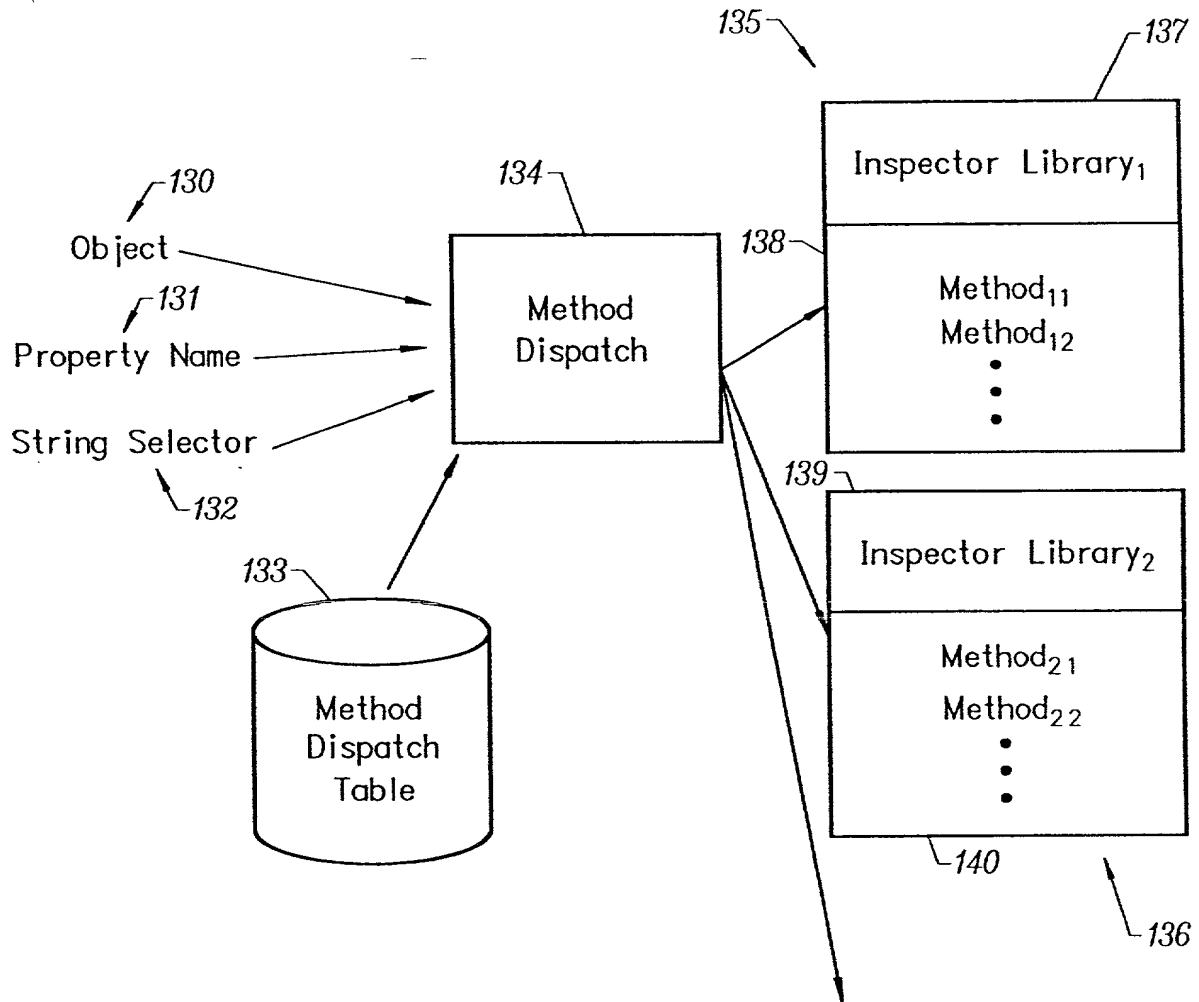 135
137
Inspector Library₁
130
Object
134
138
131
Method₁₁
Method
Dispatch
Method₁₂
Property Name
String Selector
139
132
Inspector Library₂
133
Method₂₁
Method
Dispatch
Table
Method₂₂
140
136